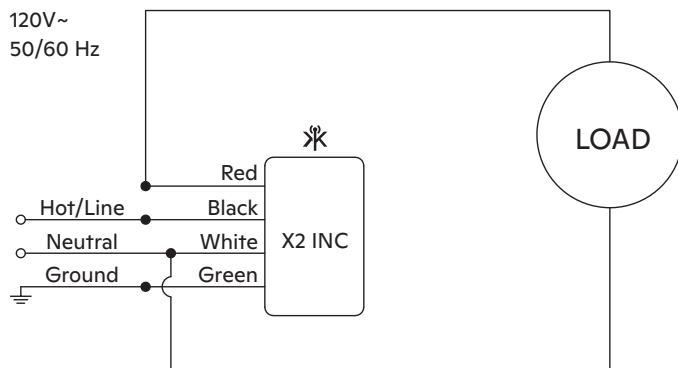 120V~
50/60 Hz
LOAD
Red
Hot/Line Black
Neutral White X2 INC
Ground Green